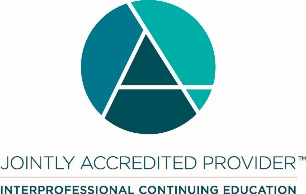 JOINTLY ACCREDITED PROVIDER™
INTERPROFESSIONAL CONTINUING EDUCATION